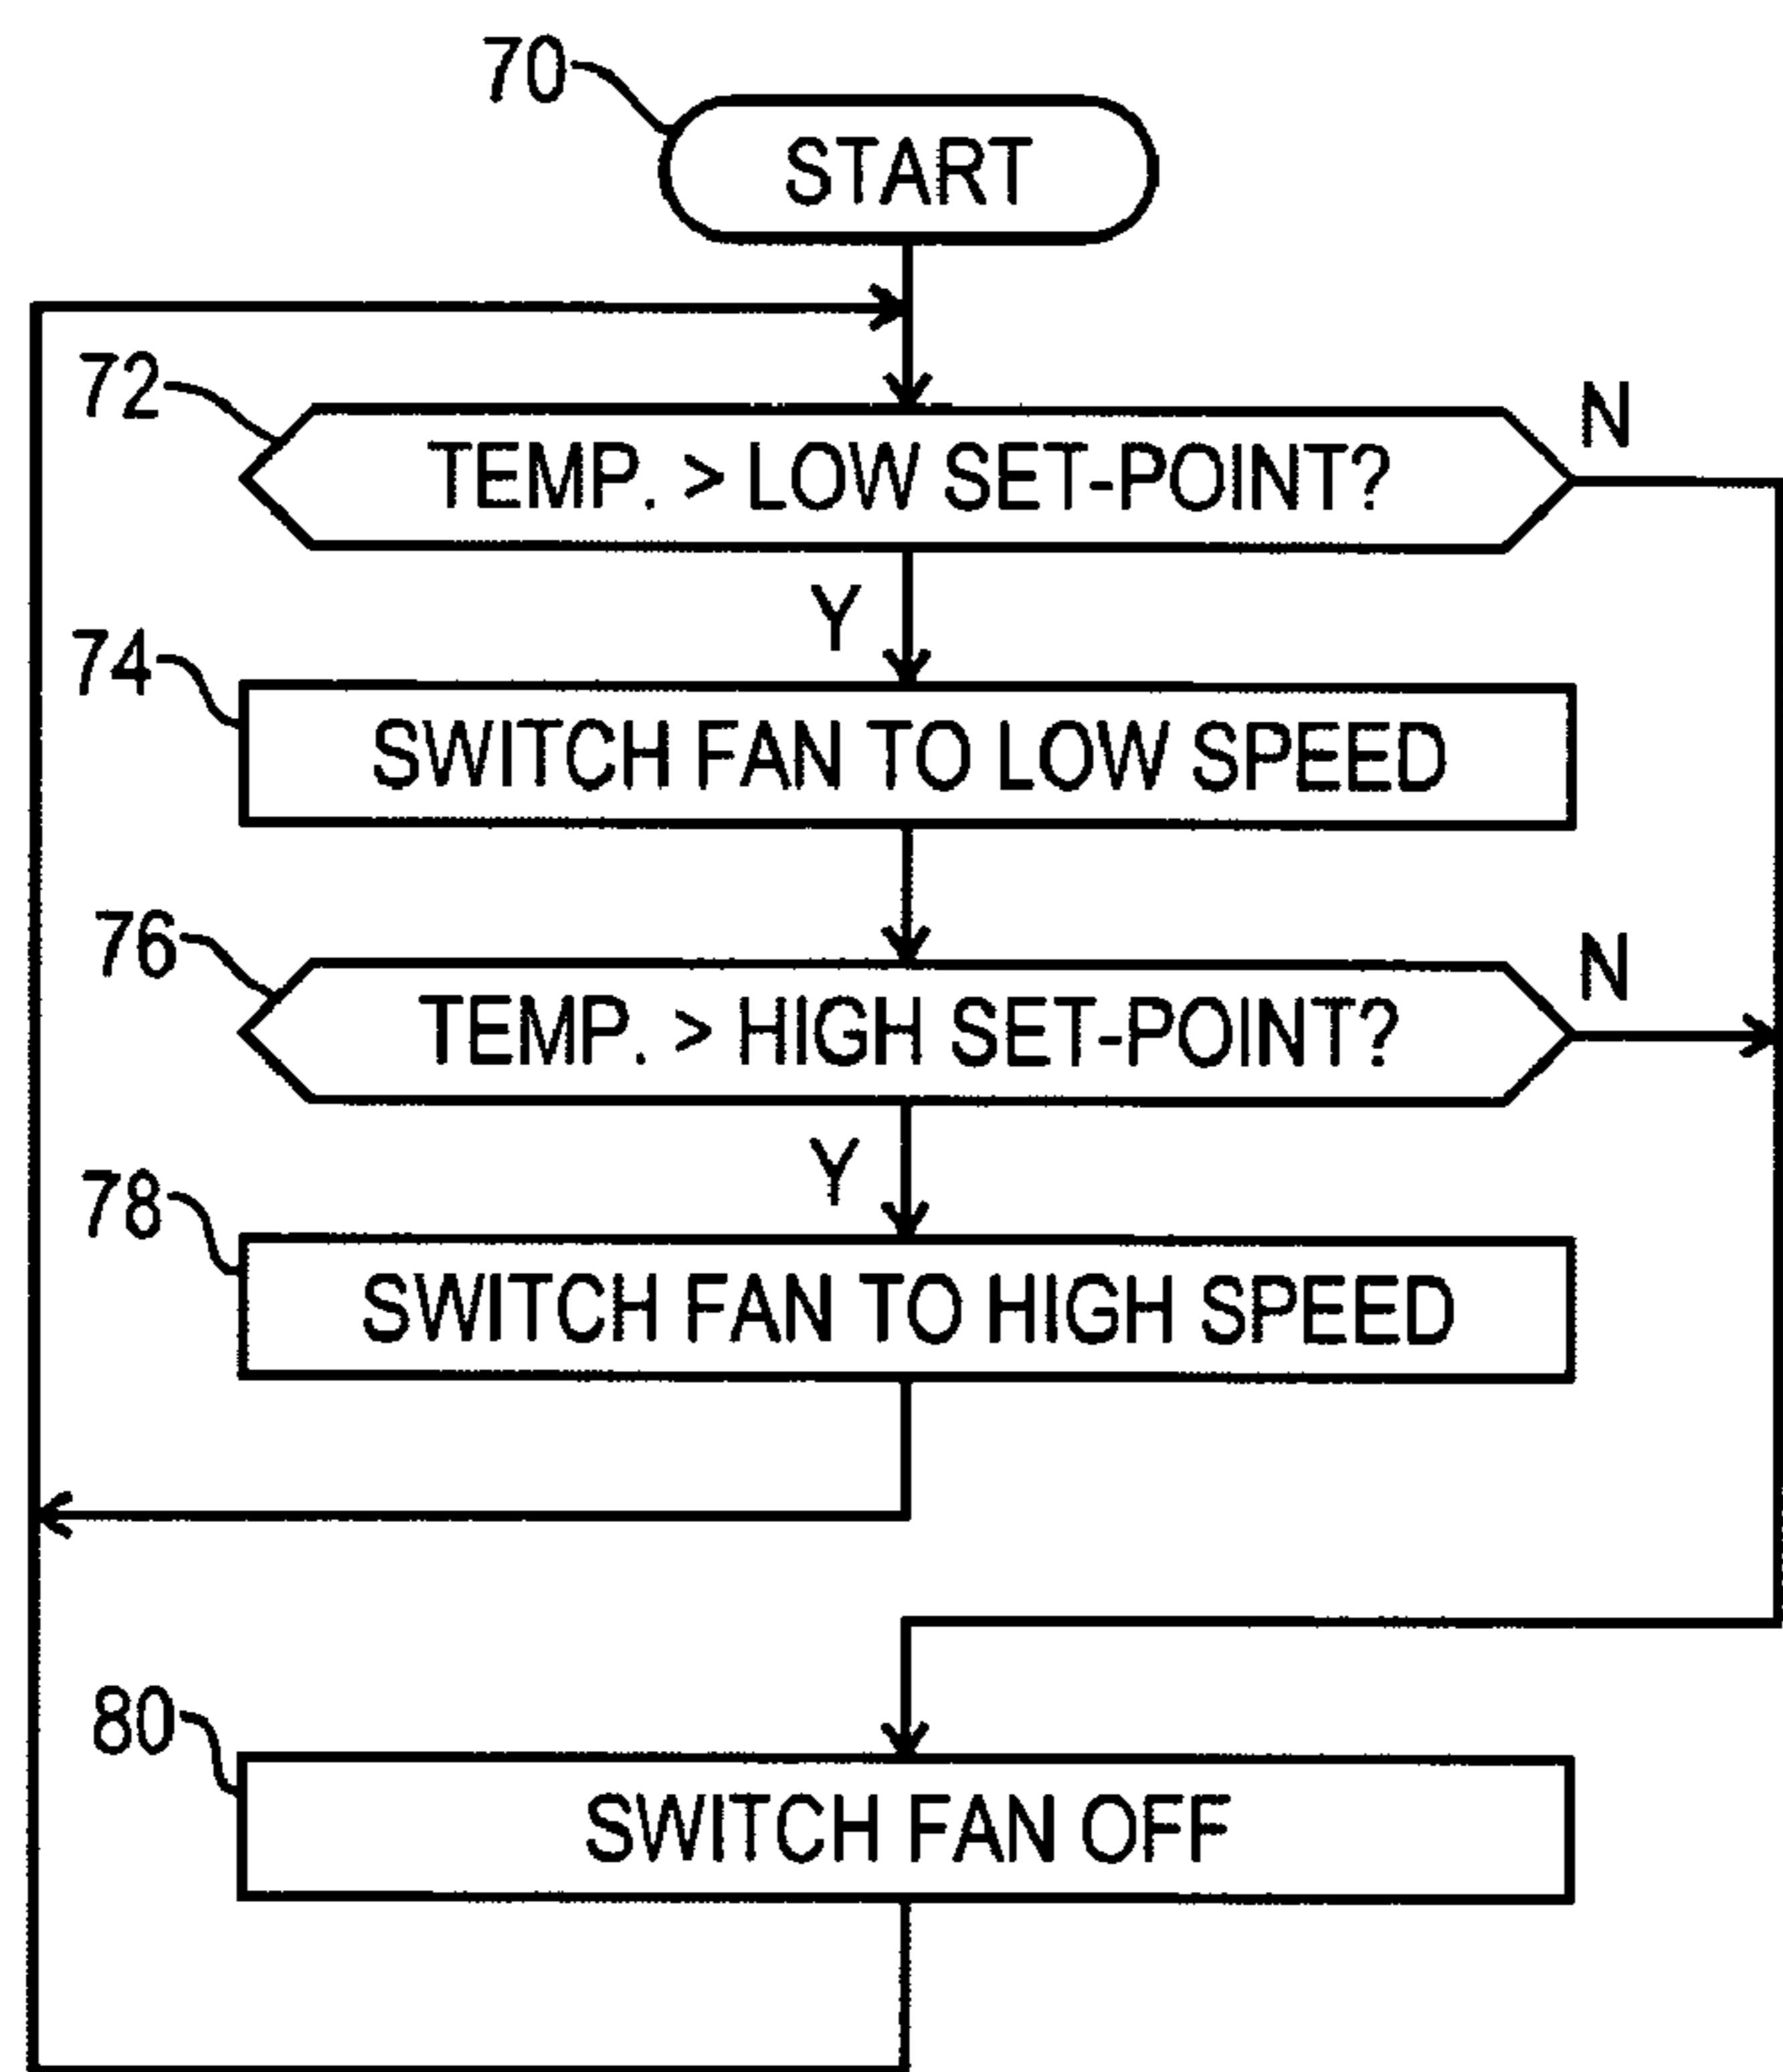 70
START
72
TEMP. > LOW SET-POINT?
N
Y
74
SWITCH FAN TO LOW SPEED
76
TEMP. > HIGH SET-POINT?
N
Y
78
SWITCH FAN TO HIGH SPEED
80
SWITCH FAN OFF